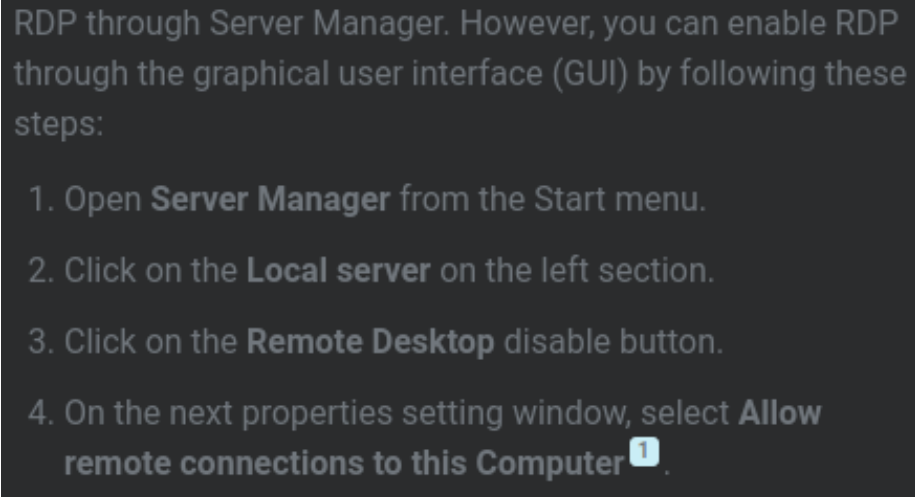 RDP through Server Manager. However, you can enable RDP
through the graphical user interface (GUI) by following these
steps:
1. Open Server Manager from the Start menu.
2. Click on the Local server on the left section.
3. Click on the Remote Desktop disable button.
4. On the next properties setting window, select Allow
remote connections to this Computer 1.